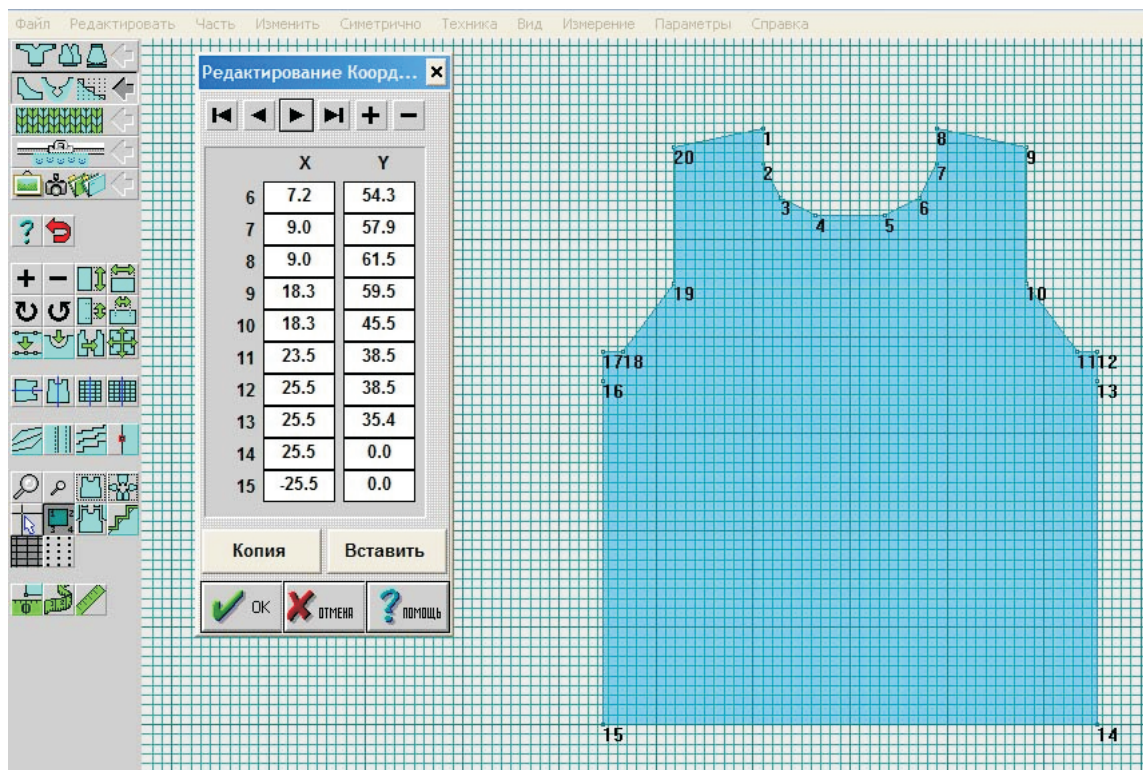 Файл Редактировать Часть Изменить Симетрично Техника Вид Измерение Параметры Справка
Редактирование Коорд...
X Y
6 7.2 54.3
7 9.0 57.9
8 9.0 61.5
9 18.3 59.5
10 18.3 45.5
11 23.5 38.5
12 25.5 38.5
13 25.5 35.4
14 25.5 0.0
15 -25.5 0.0
Копия Вставить
OK ОТМЕНА ПОМОЩЬ
1 8
20 9
2 7
3 6
4 5
19 10
17 18 11 12
16 13
15 14